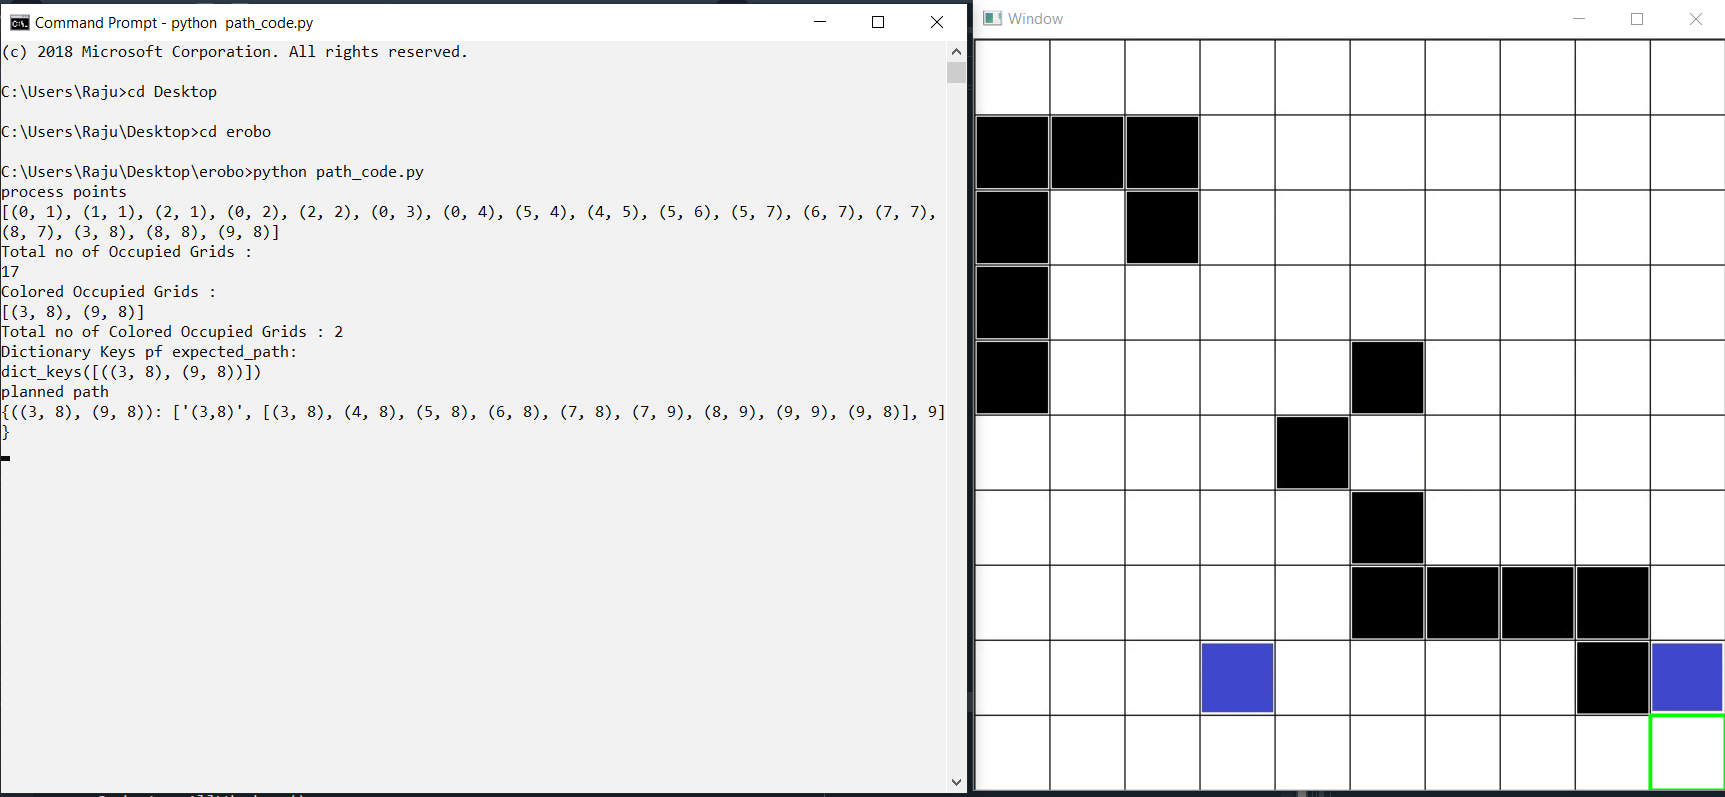 Command Prompt - python  path_code.py
(c) 2018 Microsoft Corporation. All rights reserved.
C:\Users\Raju>cd Desktop
C:\Users\Raju\Desktop>cd erobo
C:\Users\Raju\Desktop\erobo>python path_code.py
process points
[(0, 1), (1, 1), (2, 1), (0, 2), (2, 2), (0, 3), (0, 4), (5, 4), (4, 5), (5, 6), (5, 7), (6, 7), (7, 7),
(8, 7), (3, 8), (8, 8), (9, 8)]
Total no of Occupied Grids :
17
Colored Occupied Grids :
[(3, 8), (9, 8)]
Total no of Colored Occupied Grids : 2
Dictionary Keys pf expected_path:
dict_keys([((3, 8), (9, 8))])
planned path
{((3, 8), (9, 8)): ['(3,8)', [(3, 8), (4, 8), (5, 8), (6, 8), (7, 8), (7, 9), (8, 9), (9, 9), (9, 8)], 9]
}
Window